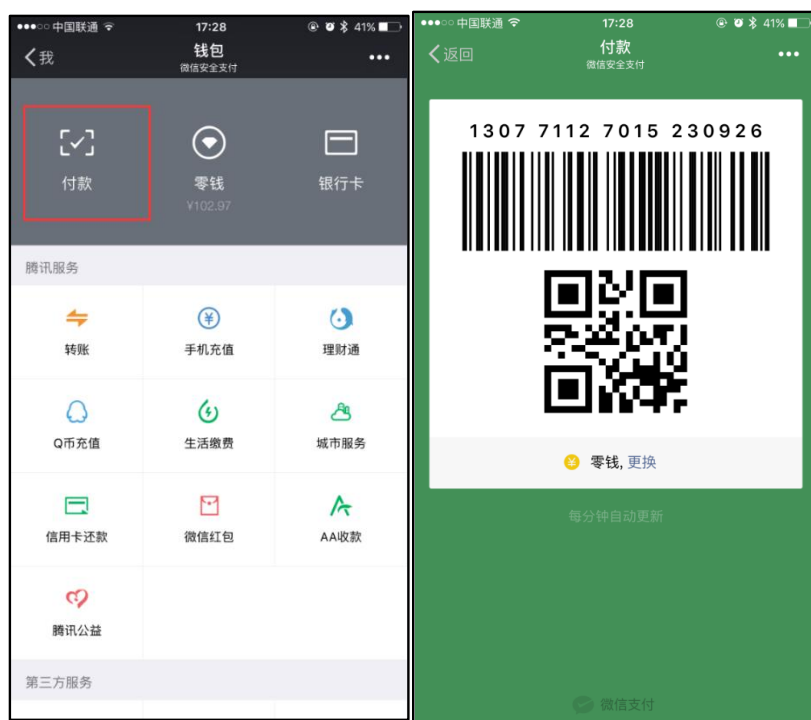 中国联通 17:28 41%
我 钱包
微信安全支付
付款 零钱 银行卡
¥102.97
腾讯服务
转账 手机充值 理财通
Q币充值 生活缴费 城市服务
信用卡还款 微信红包 AA收款
腾讯公益
第三方服务
中国联通 17:28 41%
返回 付款
微信安全支付
1307 7112 7015 230926
零钱, 更换
每分钟自动更新
微信支付